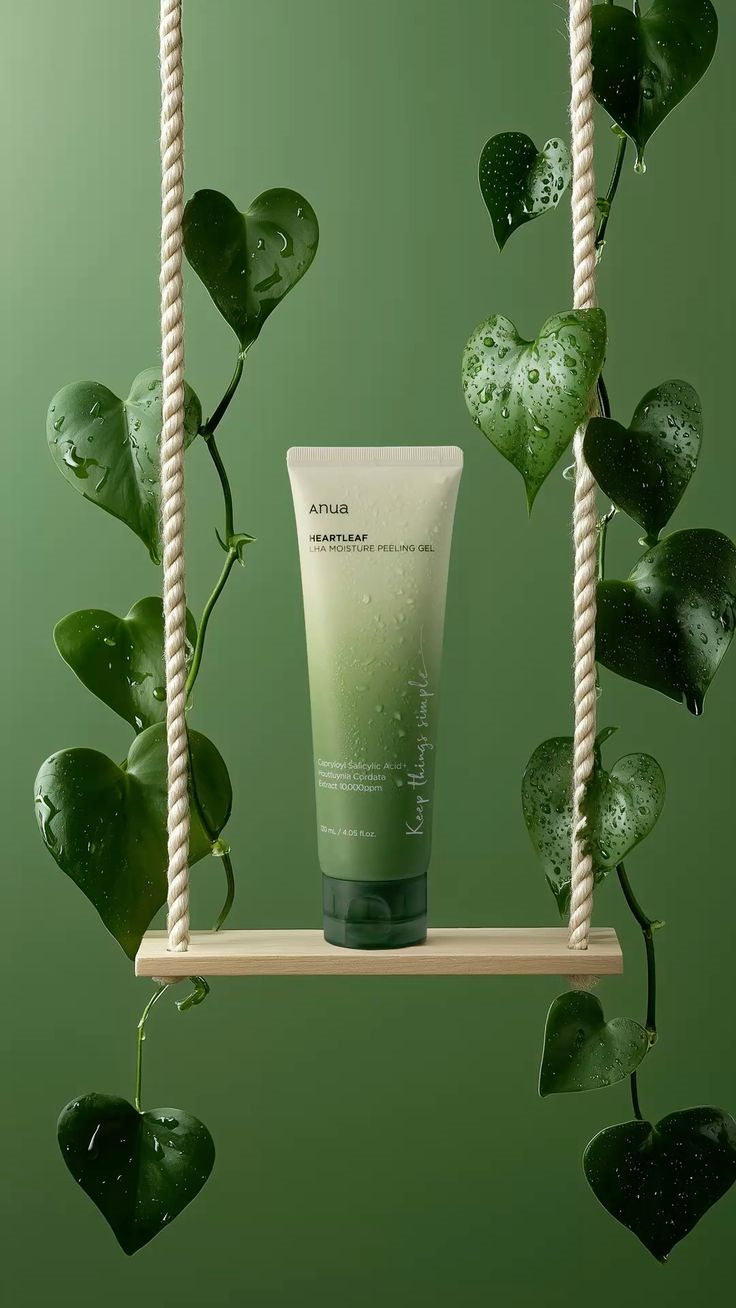 Anua
HEARTLEAF
LHA MOISTURE PEELING GEL
Capryloyl Salicylic Acid+
Houttuynia Cordata
Extract 10,000ppm
120 mL / 4.05 fl.oz.
Keep things simple